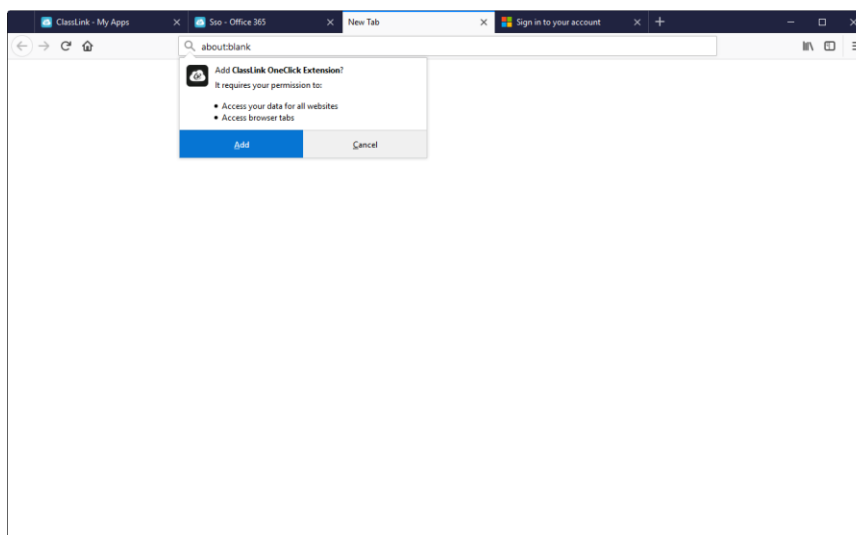 ClassLink - My Apps
Sso - Office 365
New Tab
Sign in to your account
about:blank
Add ClassLink OneClick Extension?
It requires your permission to:
• Access your data for all websites
• Access browser tabs
Add
Cancel